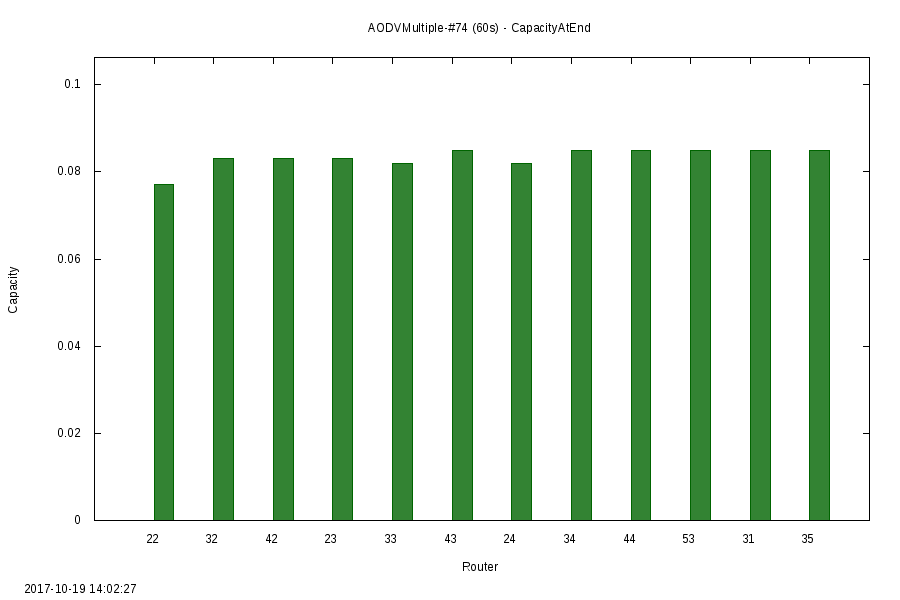 AODVMultiple-#74 (60s) - CapacityAtEnd
0.1
0.08
0.06
0.04
0.02
0
Capacity
22 32 42 23 33 43 24 34 44 53 31 35
Router
2017-10-19 14:02:27